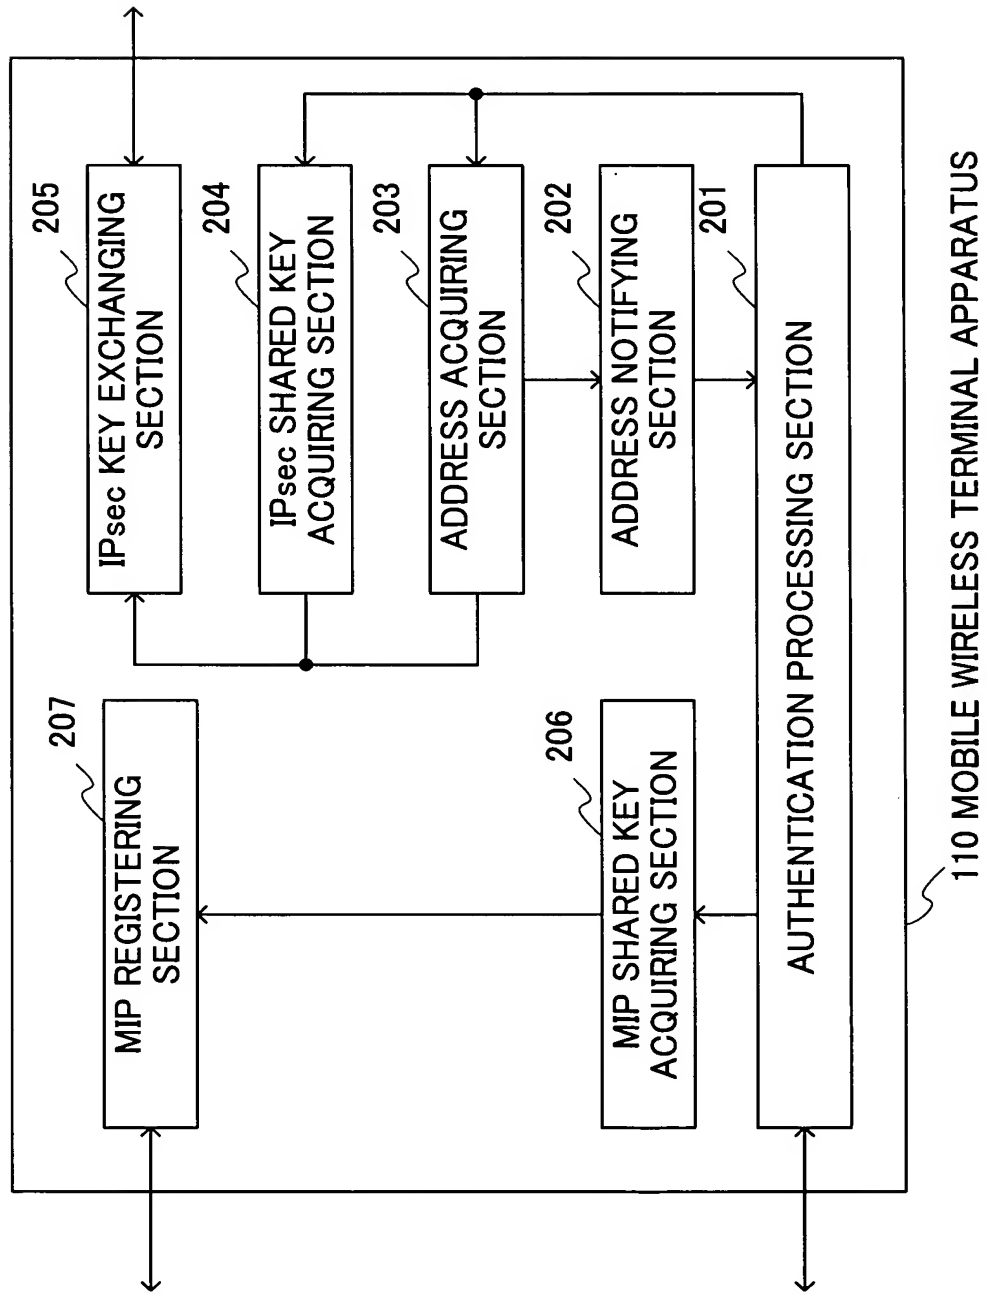 207
MIP REGISTERING
SECTION
205
IPsec KEY EXCHANGING
SECTION
204
IPsec SHARED KEY
ACQUIRING SECTION
203
ADDRESS ACQUIRING
SECTION
206
MIP SHARED KEY
ACQUIRING SECTION
202
ADDRESS NOTIFYING
SECTION
201
AUTHENTICATION PROCESSING SECTION
110 MOBILE WIRELESS TERMINAL APPARATUS